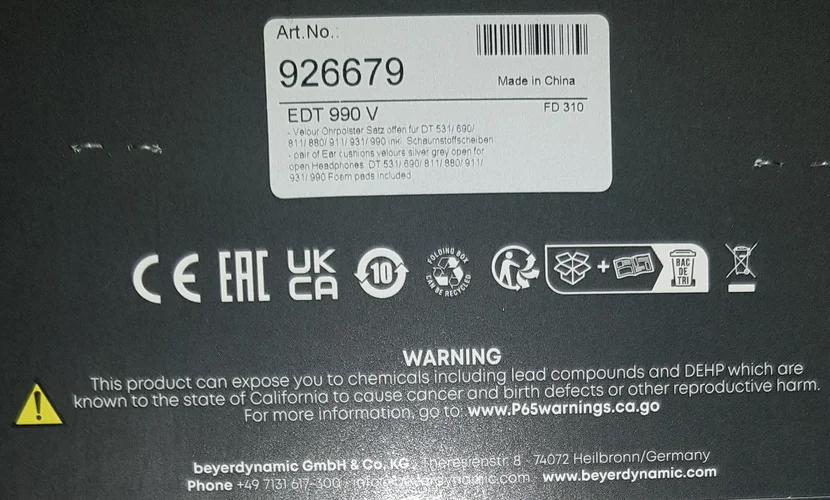 Art.No.:
926679
Made in China
EDT 990 V
FD 310
- Velour Ohrpolster Satz offen für DT 531/ 690/
811/ 880/ 911/ 931/ 990 inkl. Schaumstoffscheiben
- pair of Ear cushions velours silver grey open for
open Headphones DT 531/ 690/ 811/ 880/ 911/
931/ 990 Foam pads included
CE EAC UK
CA
10
FOLDING BOX
CAN BE RECYCLED
+
BAC
DE
TRI
WARNING
This product can expose you to chemicals including lead compounds and DEHP which are
known to the state of California to cause cancer and birth defects or other reproductive harm.
For more information, go to: www.P65warnings.ca.go
beyerdynamic GmbH & Co. KG · Theresienstr. 8 · 74072 Heilbronn/Germany
Phone +49 7131 617-300 · info@beyerdynamic.com · www.beyerdynamic.com